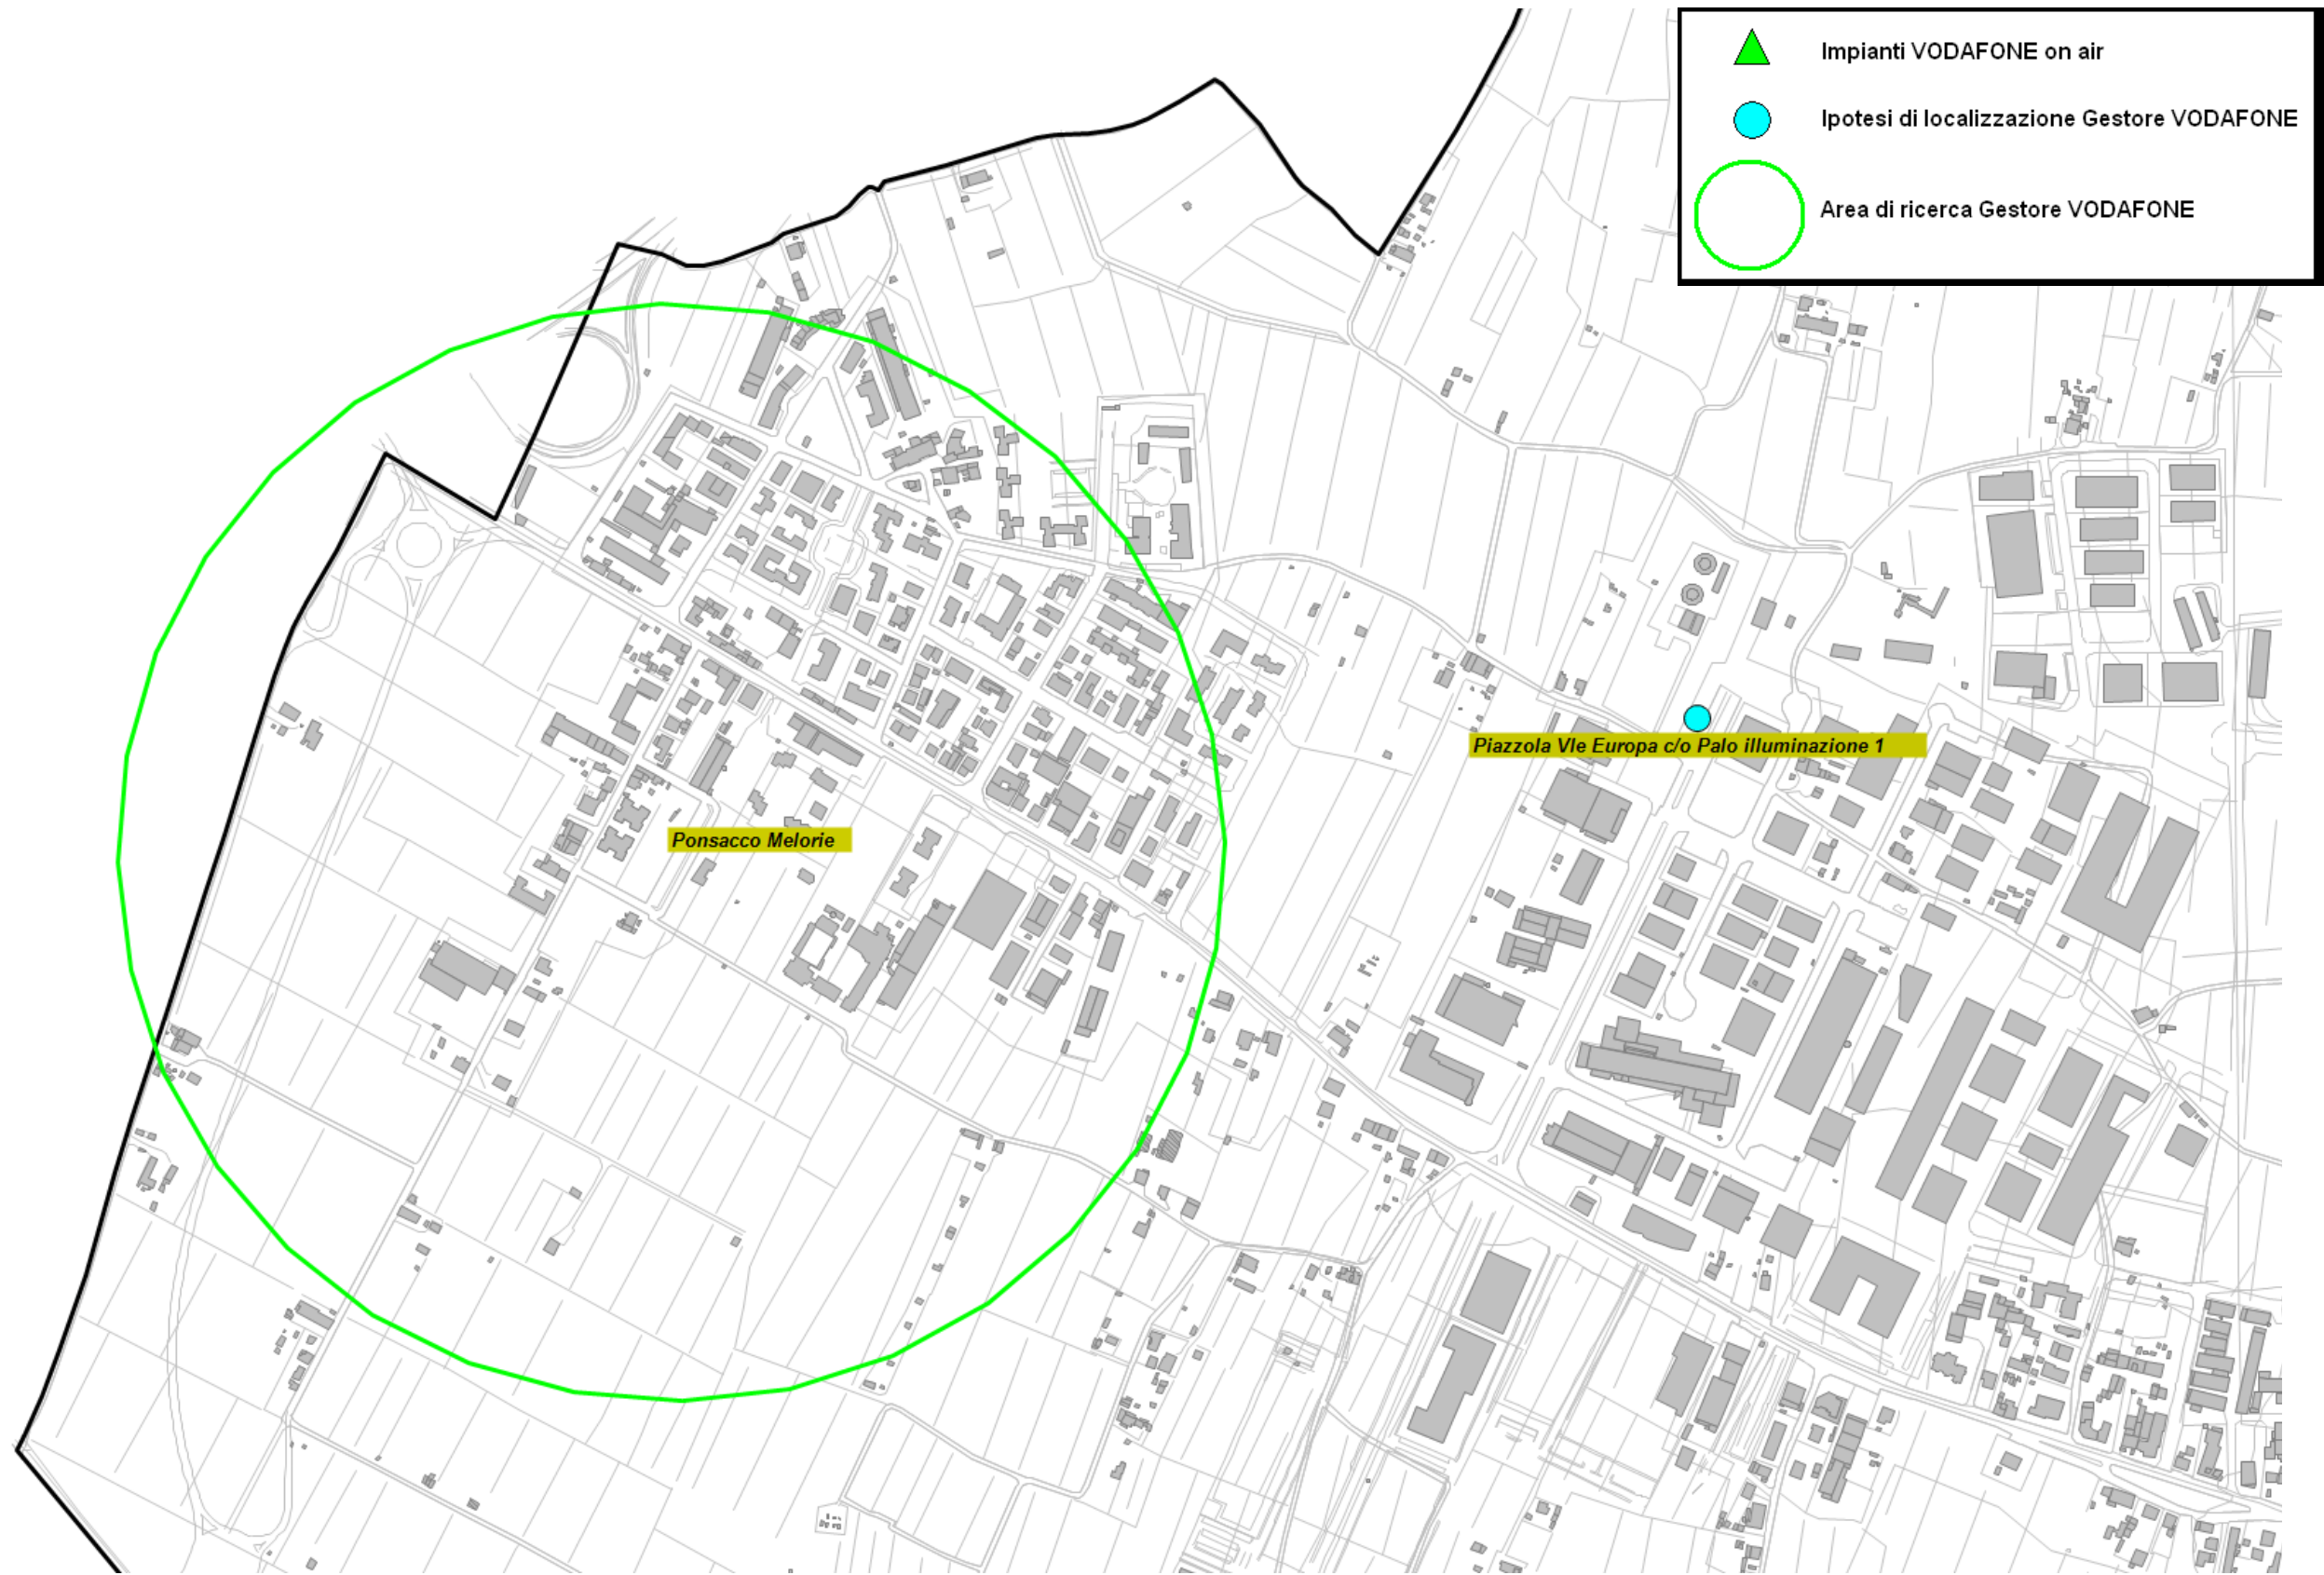 Impianti VODAFONE on air
Ipotesi di localizzazione Gestore VODAFONE
Area di ricerca Gestore VODAFONE
Piazzola Vle Europa c/o Palo illuminazione 1
Ponsacco Melorie